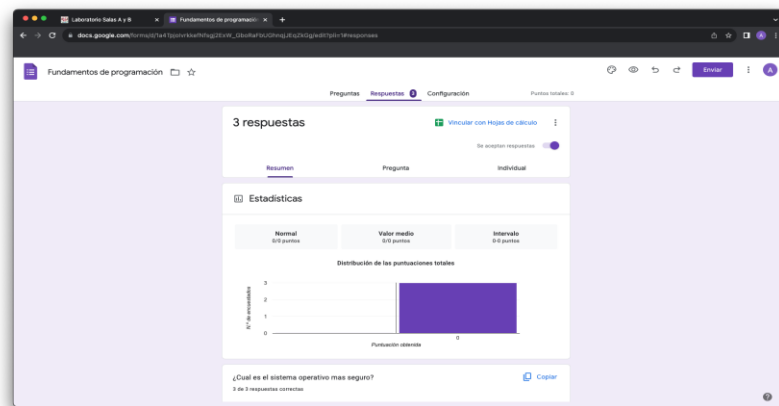 Laboratorio Salas A y B
Fundamentos de programación
Fundamentos de programación
Enviar
A
Preguntas Respuestas 3 Configuración Puntos totales: 0
3 respuestas
Vincular con Hojas de cálculo
Se aceptan respuestas
Resumen Pregunta Individual
Estadísticas
Normal Valor medio Intervalo
0/0 puntos 0/0 puntos 0-0 puntos
Distribución de las puntuaciones totales
N.º de encuestados
3
2
1
0
0
Puntuación obtenida
¿Cual es el sistema operativo mas seguro?
Copiar
3 de 3 respuestas correctas